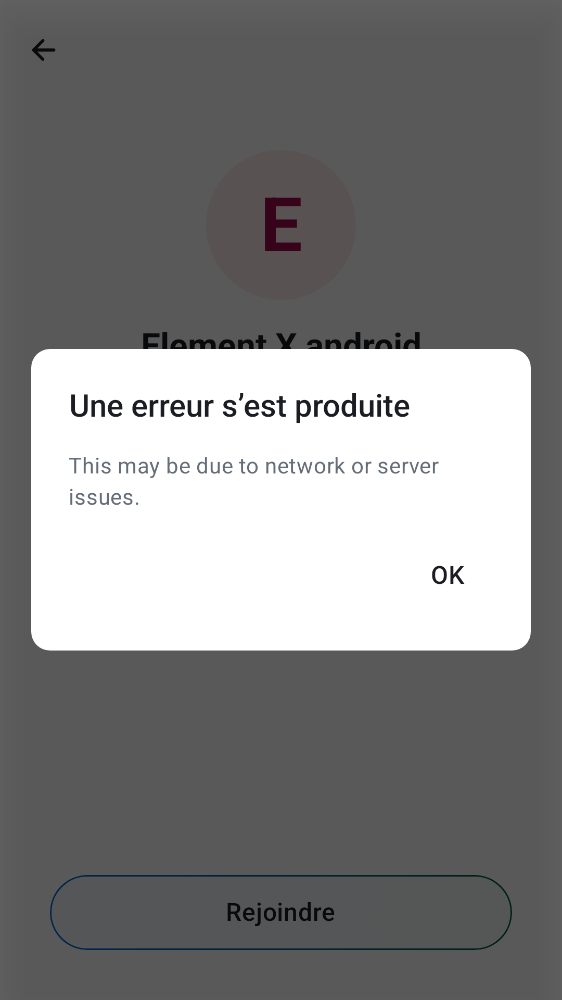 E
Element X android
Une erreur s’est produite
This may be due to network or server
issues.
OK
Rejoindre